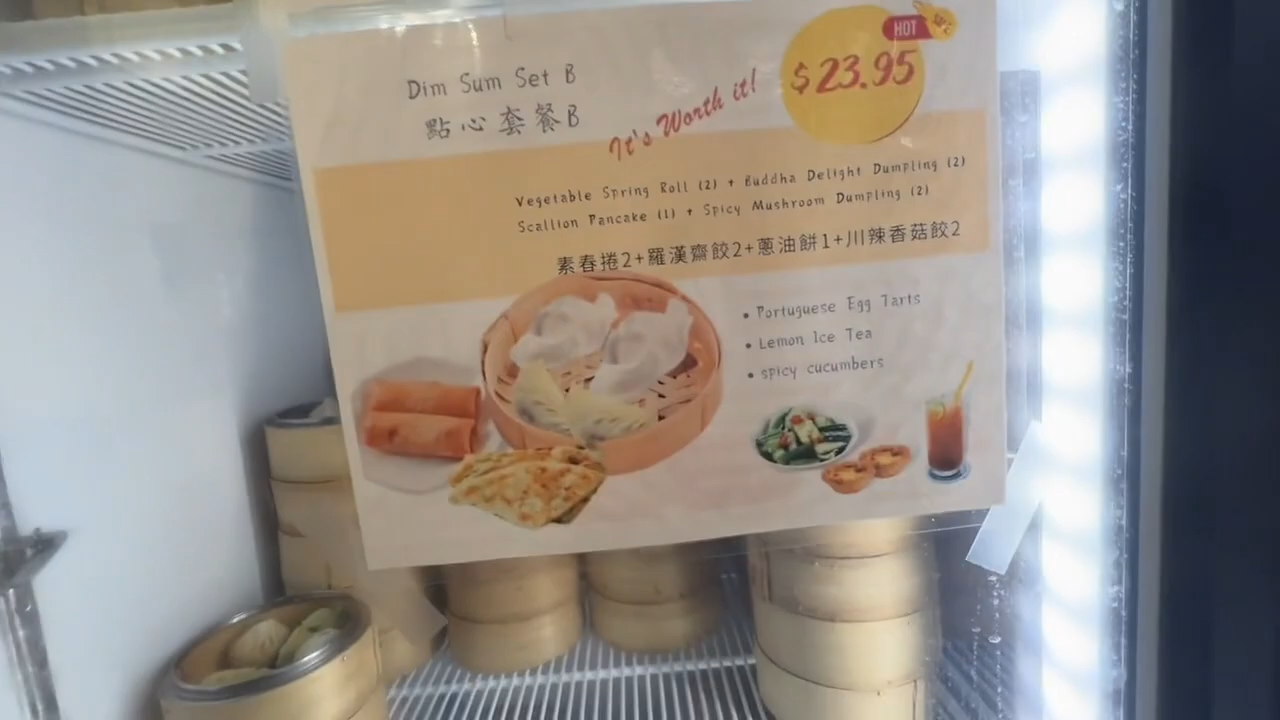 HOT
$23.95
Dim Sum Set B
點心套餐B
It's Worth it!
Vegetable Spring Roll (2) + Buddha Delight Dumpling (2)
Scallion Pancake (1) + Spicy Mushroom Dumpling (2)
素春捲2+羅漢齋餃2+蔥油餅1+川辣香菇餃2
• Portuguese Egg Tarts
• Lemon Ice Tea
• spicy cucumbers